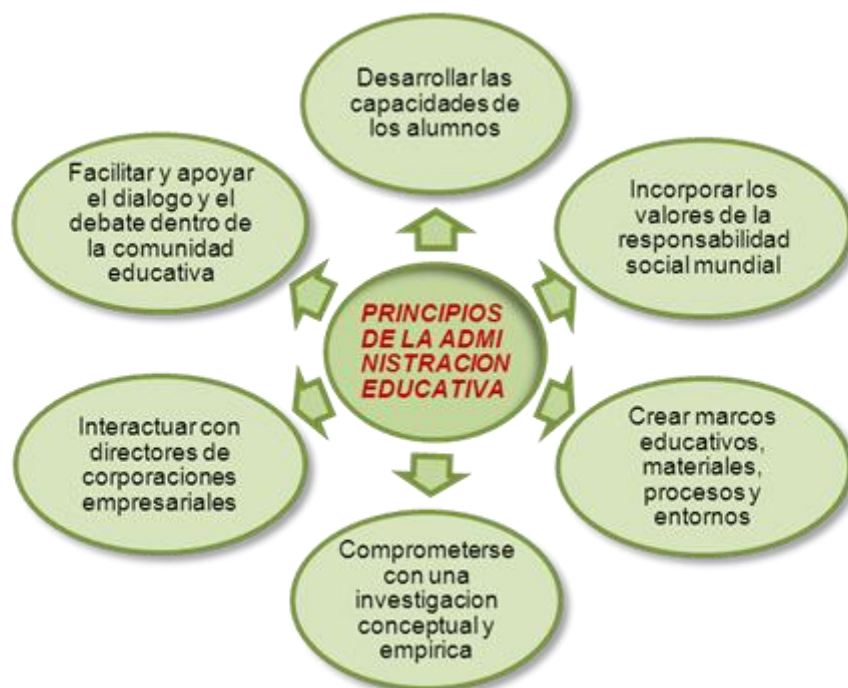 Desarrollar las
capacidades de
los alumnos
Facilitar y apoyar
el dialogo y el
debate dentro de
la comunidad
educativa
Incorporar los
valores de la
responsabilidad
social mundial
PRINCIPIOS
DE LA ADMI
NISTRACION
EDUCATIVA
Interactuar con
directores de
corporaciones
empresariales
Crear marcos
educativos,
materiales,
procesos y
entornos
Comprometerse
con una
investigacion
conceptual y
empirica